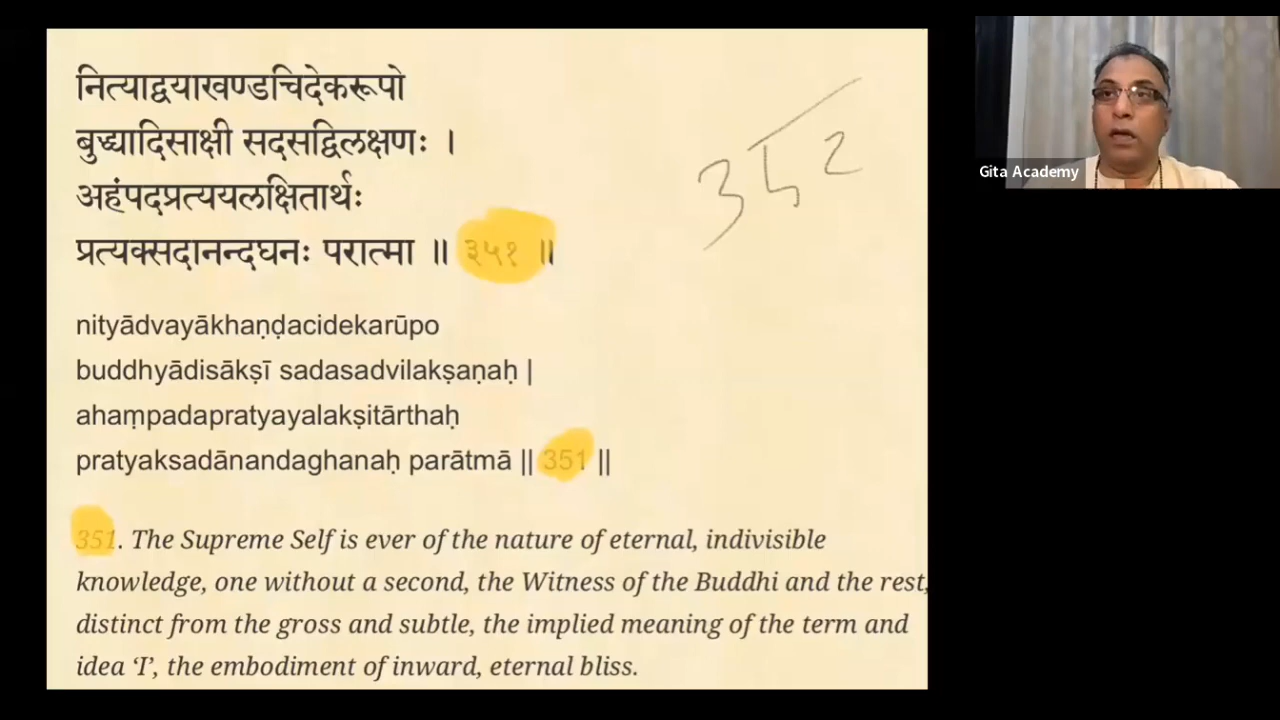 नित्याद्वयाखण्डचिदेकरूपो
बुद्ध्यादिसाक्षी सदसद्विलक्षणः ।
अहंपदप्रत्ययलक्षितार्थः
प्रत्यक्सदानन्दघनः परात्मा ॥ ३५१ ॥
352
nityādvayākhaṇḍacidekarūpo
buddhyādisākṣī sadasadvilakṣaṇaḥ |
ahaṃpadapratyayalakṣitārthaḥ
pratyaksadānandaghanaḥ parātmā || 351 ||
351. The Supreme Self is ever of the nature of eternal, indivisible
knowledge, one without a second, the Witness of the Buddhi and the rest,
distinct from the gross and subtle, the implied meaning of the term and
idea ‘I’, the embodiment of inward, eternal bliss.
Gita Academy